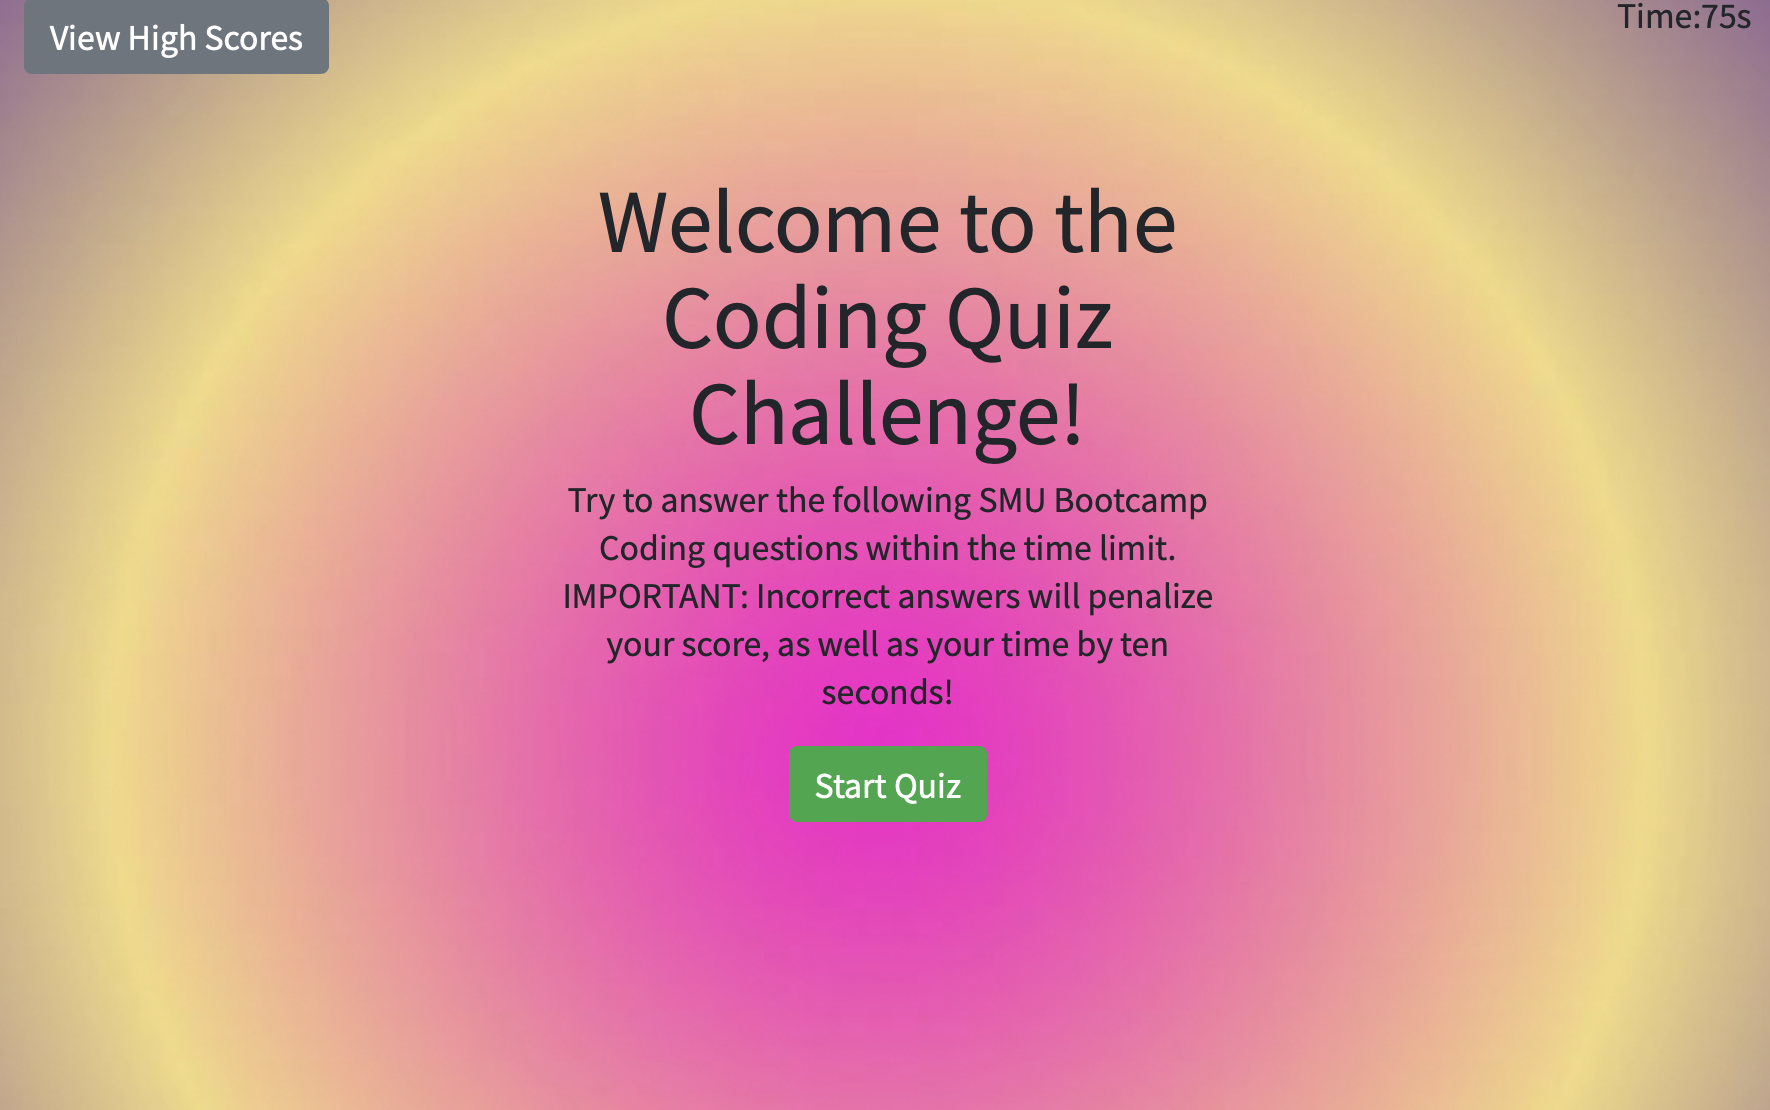 View High Scores
Time:75s
Welcome to the
Coding Quiz
Challenge!
Try to answer the following SMU Bootcamp
Coding questions within the time limit.
IMPORTANT: Incorrect answers will penalize
your score, as well as your time by ten
seconds!
Start Quiz